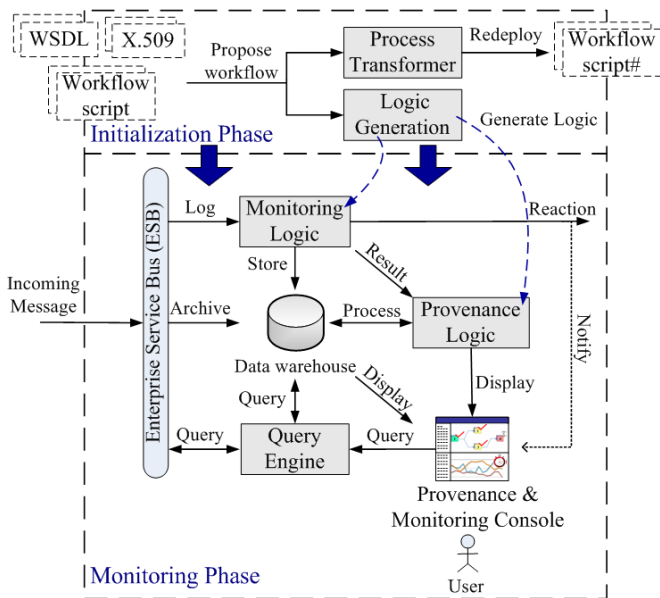 WSDL
X.509
Workflow
script
Propose
workflow
Process
Transformer
Redeploy
Workflow
script#
Logic
Generation
Generate Logic
Initialization Phase
Enterprise Service Bus (ESB)
Log
Monitoring
Logic
Reaction
Store
Result
Incoming
Message
Archive
Process
Provenance
Logic
Notify
Data warehouse
Display
Display
Query
Query
Query
Engine
Query
Provenance &
Monitoring Console
User
Monitoring Phase